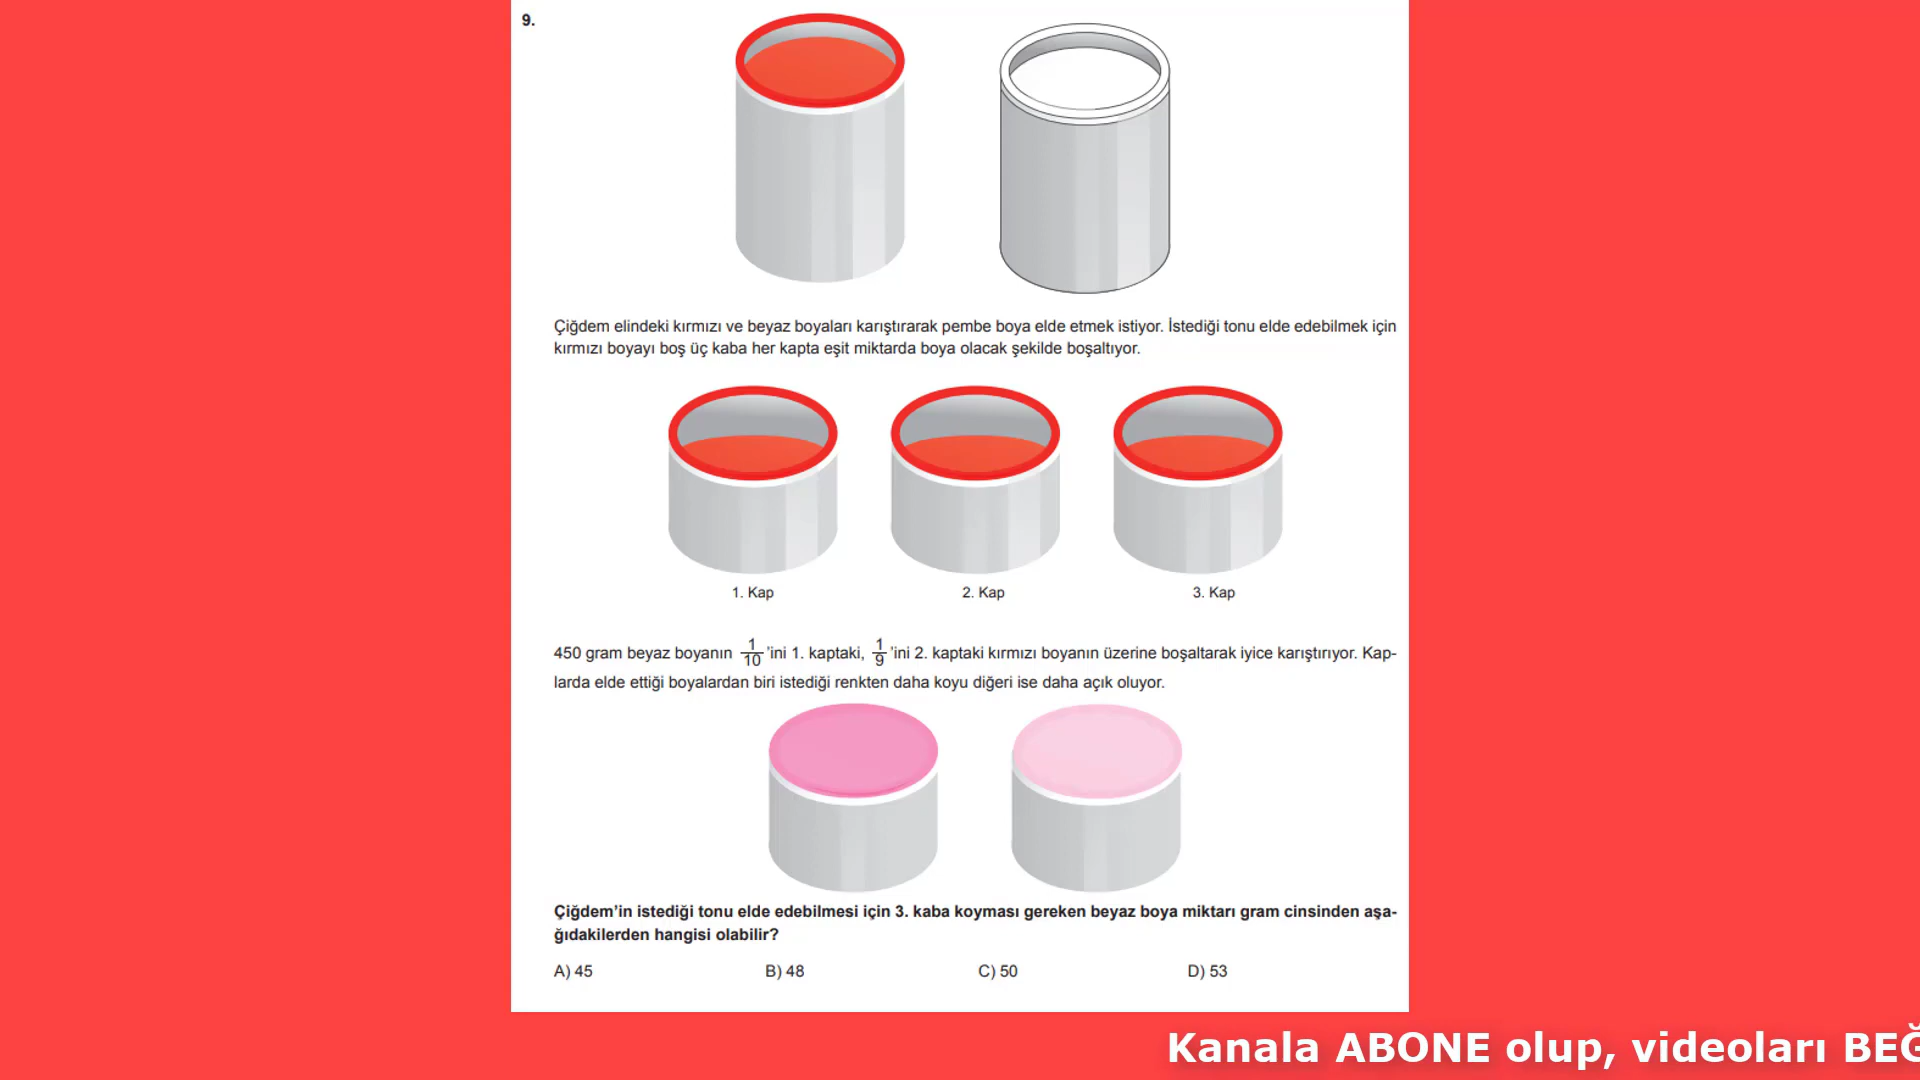 9.
Çiğdem elindeki kırmızı ve beyaz boyaları karıştırarak pembe boya elde etmek istiyor. İstediği tonu elde edebilmek için
kırmızı boyayı boş üç kaba her kapta eşit miktarda boya olacak şekilde boşaltıyor.
1. Kap 2. Kap 3. Kap
450 gram beyaz boyanın 1/10 'ini 1. kaptaki, 1/9 'ini 2. kaptaki kırmızı boyanın üzerine boşaltarak iyice karıştırıyor. Kap-
larda elde ettiği boyalardan biri istediği renkten daha koyu diğeri ise daha açık oluyor.
Çiğdem'in istediği tonu elde edebilmesi için 3. kaba koyması gereken beyaz boya miktarı gram cinsinden aşa-
ğıdakilerden hangisi olabilir?
A) 45 B) 48 C) 50 D) 53
Kanala ABONE olup, videoları BEĞ